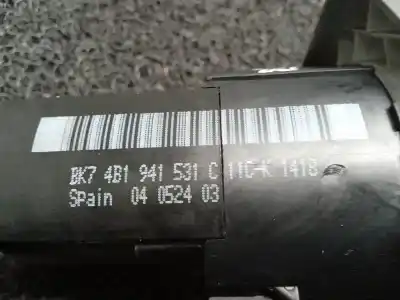 BK7 4B1 941 531 C 11C-K 1418
Spain 04 0524 03